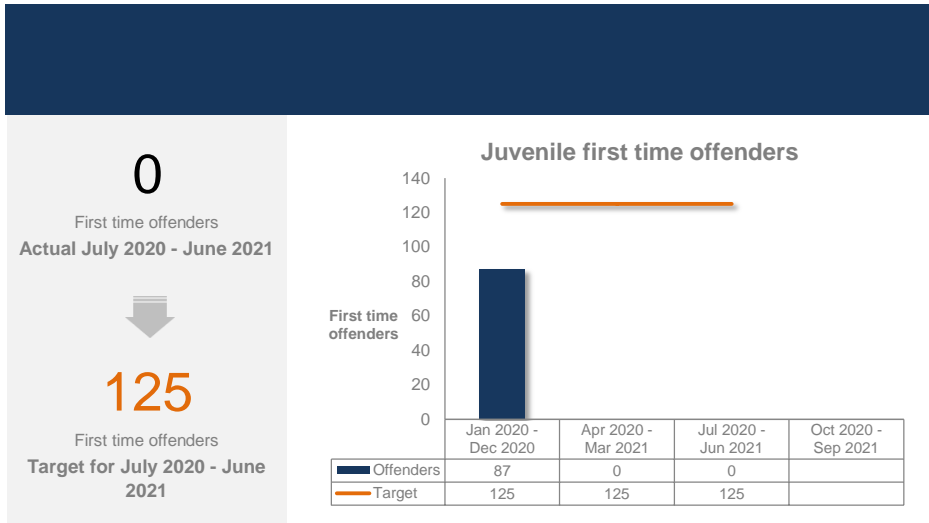 0
First time offenders
Actual July 2020 - June 2021
125
First time offenders
Target for July 2020 - June
2021
Juvenile first time offenders
140
120
100
80
60
40
20
0
First time
offenders
Jan 2020 - Dec 2020 Apr 2020 - Mar 2021 Jul 2020 - Jun 2021 Oct 2020 - Sep 2021
Offenders 87 0 0
Target 125 125 125